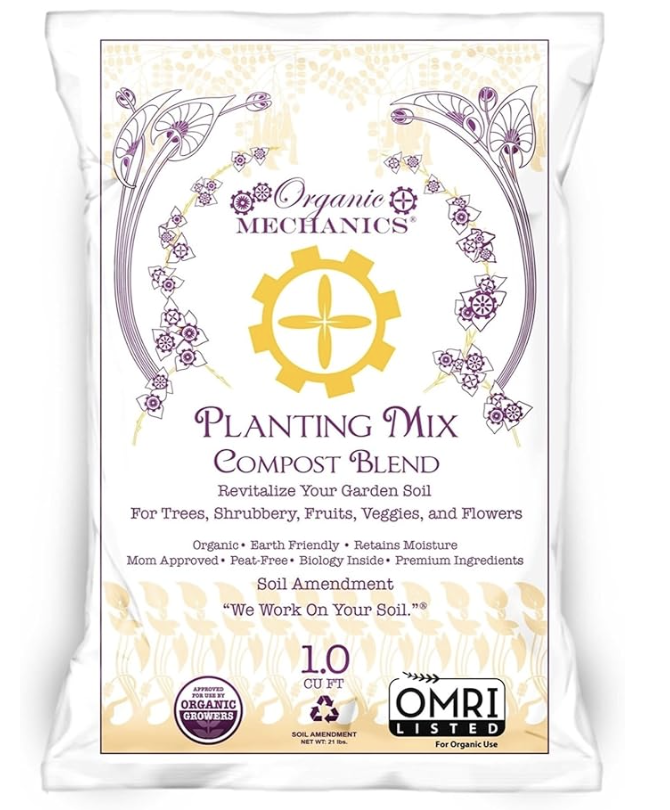 Organic
MECHANICS®
PLANTING MIX
COMPOST BLEND
Revitalize Your Garden Soil
For Trees, Shrubbery, Fruits, Veggies, and Flowers
Organic • Earth Friendly • Retains Moisture
Mom Approved • Peat-Free • Biology Inside • Premium Ingredients
Soil Amendment
“We Work On Your Soil.”®
1.0
CU FT
APPROVED
FOR USE BY
ORGANIC
GROWERS
SOIL AMENDMENT
NET WT: 21 lbs.
OMRI
LISTED
For Organic Use